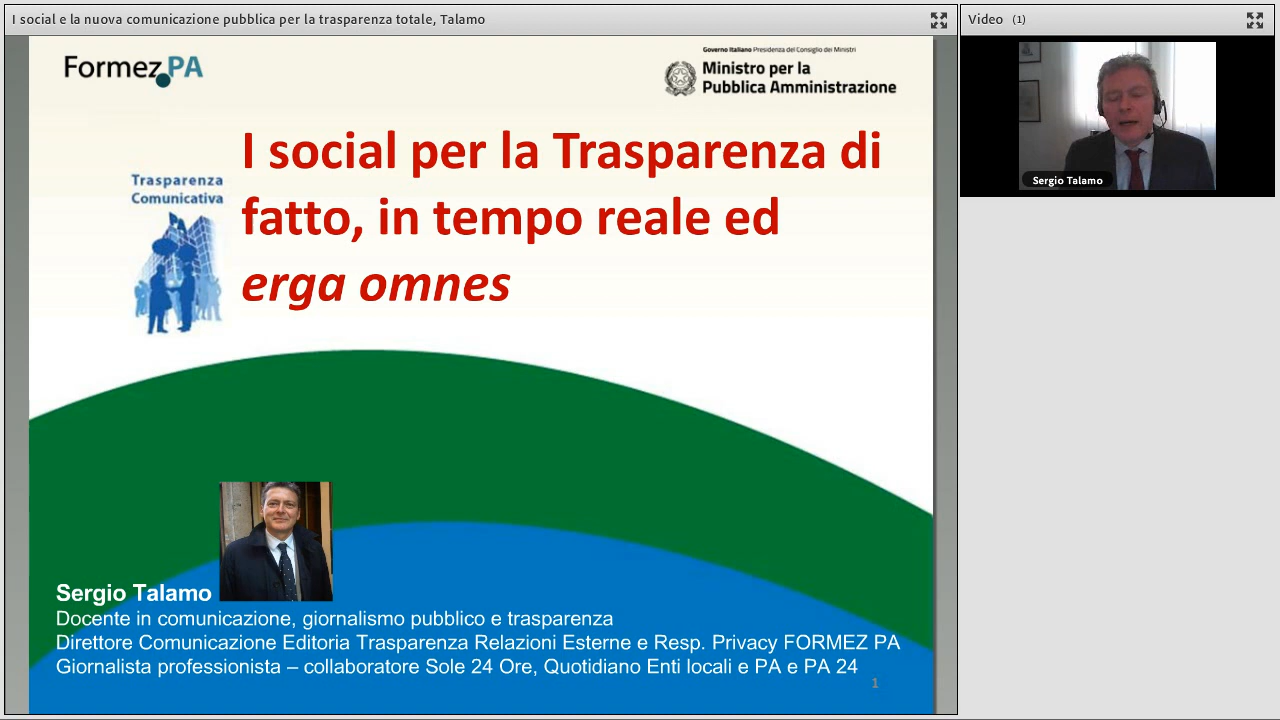 I social e la nuova comunicazione pubblica per la trasparenza totale, Talamo
Video (1)
Formez PA
Governo Italiano Presidenza del Consiglio dei Ministri
Ministro per la
Pubblica Amministrazione
I social per la Trasparenza di
fatto, in tempo reale ed
erga omnes
Trasparenza
Comunicativa
Sergio Talamo
Sergio Talamo
Docente in comunicazione, giornalismo pubblico e trasparenza
Direttore Comunicazione Editoria Trasparenza Relazioni Esterne e Resp. Privacy FORMEZ PA
Giornalista professionista – collaboratore Sole 24 Ore, Quotidiano Enti locali e PA e PA 24
1